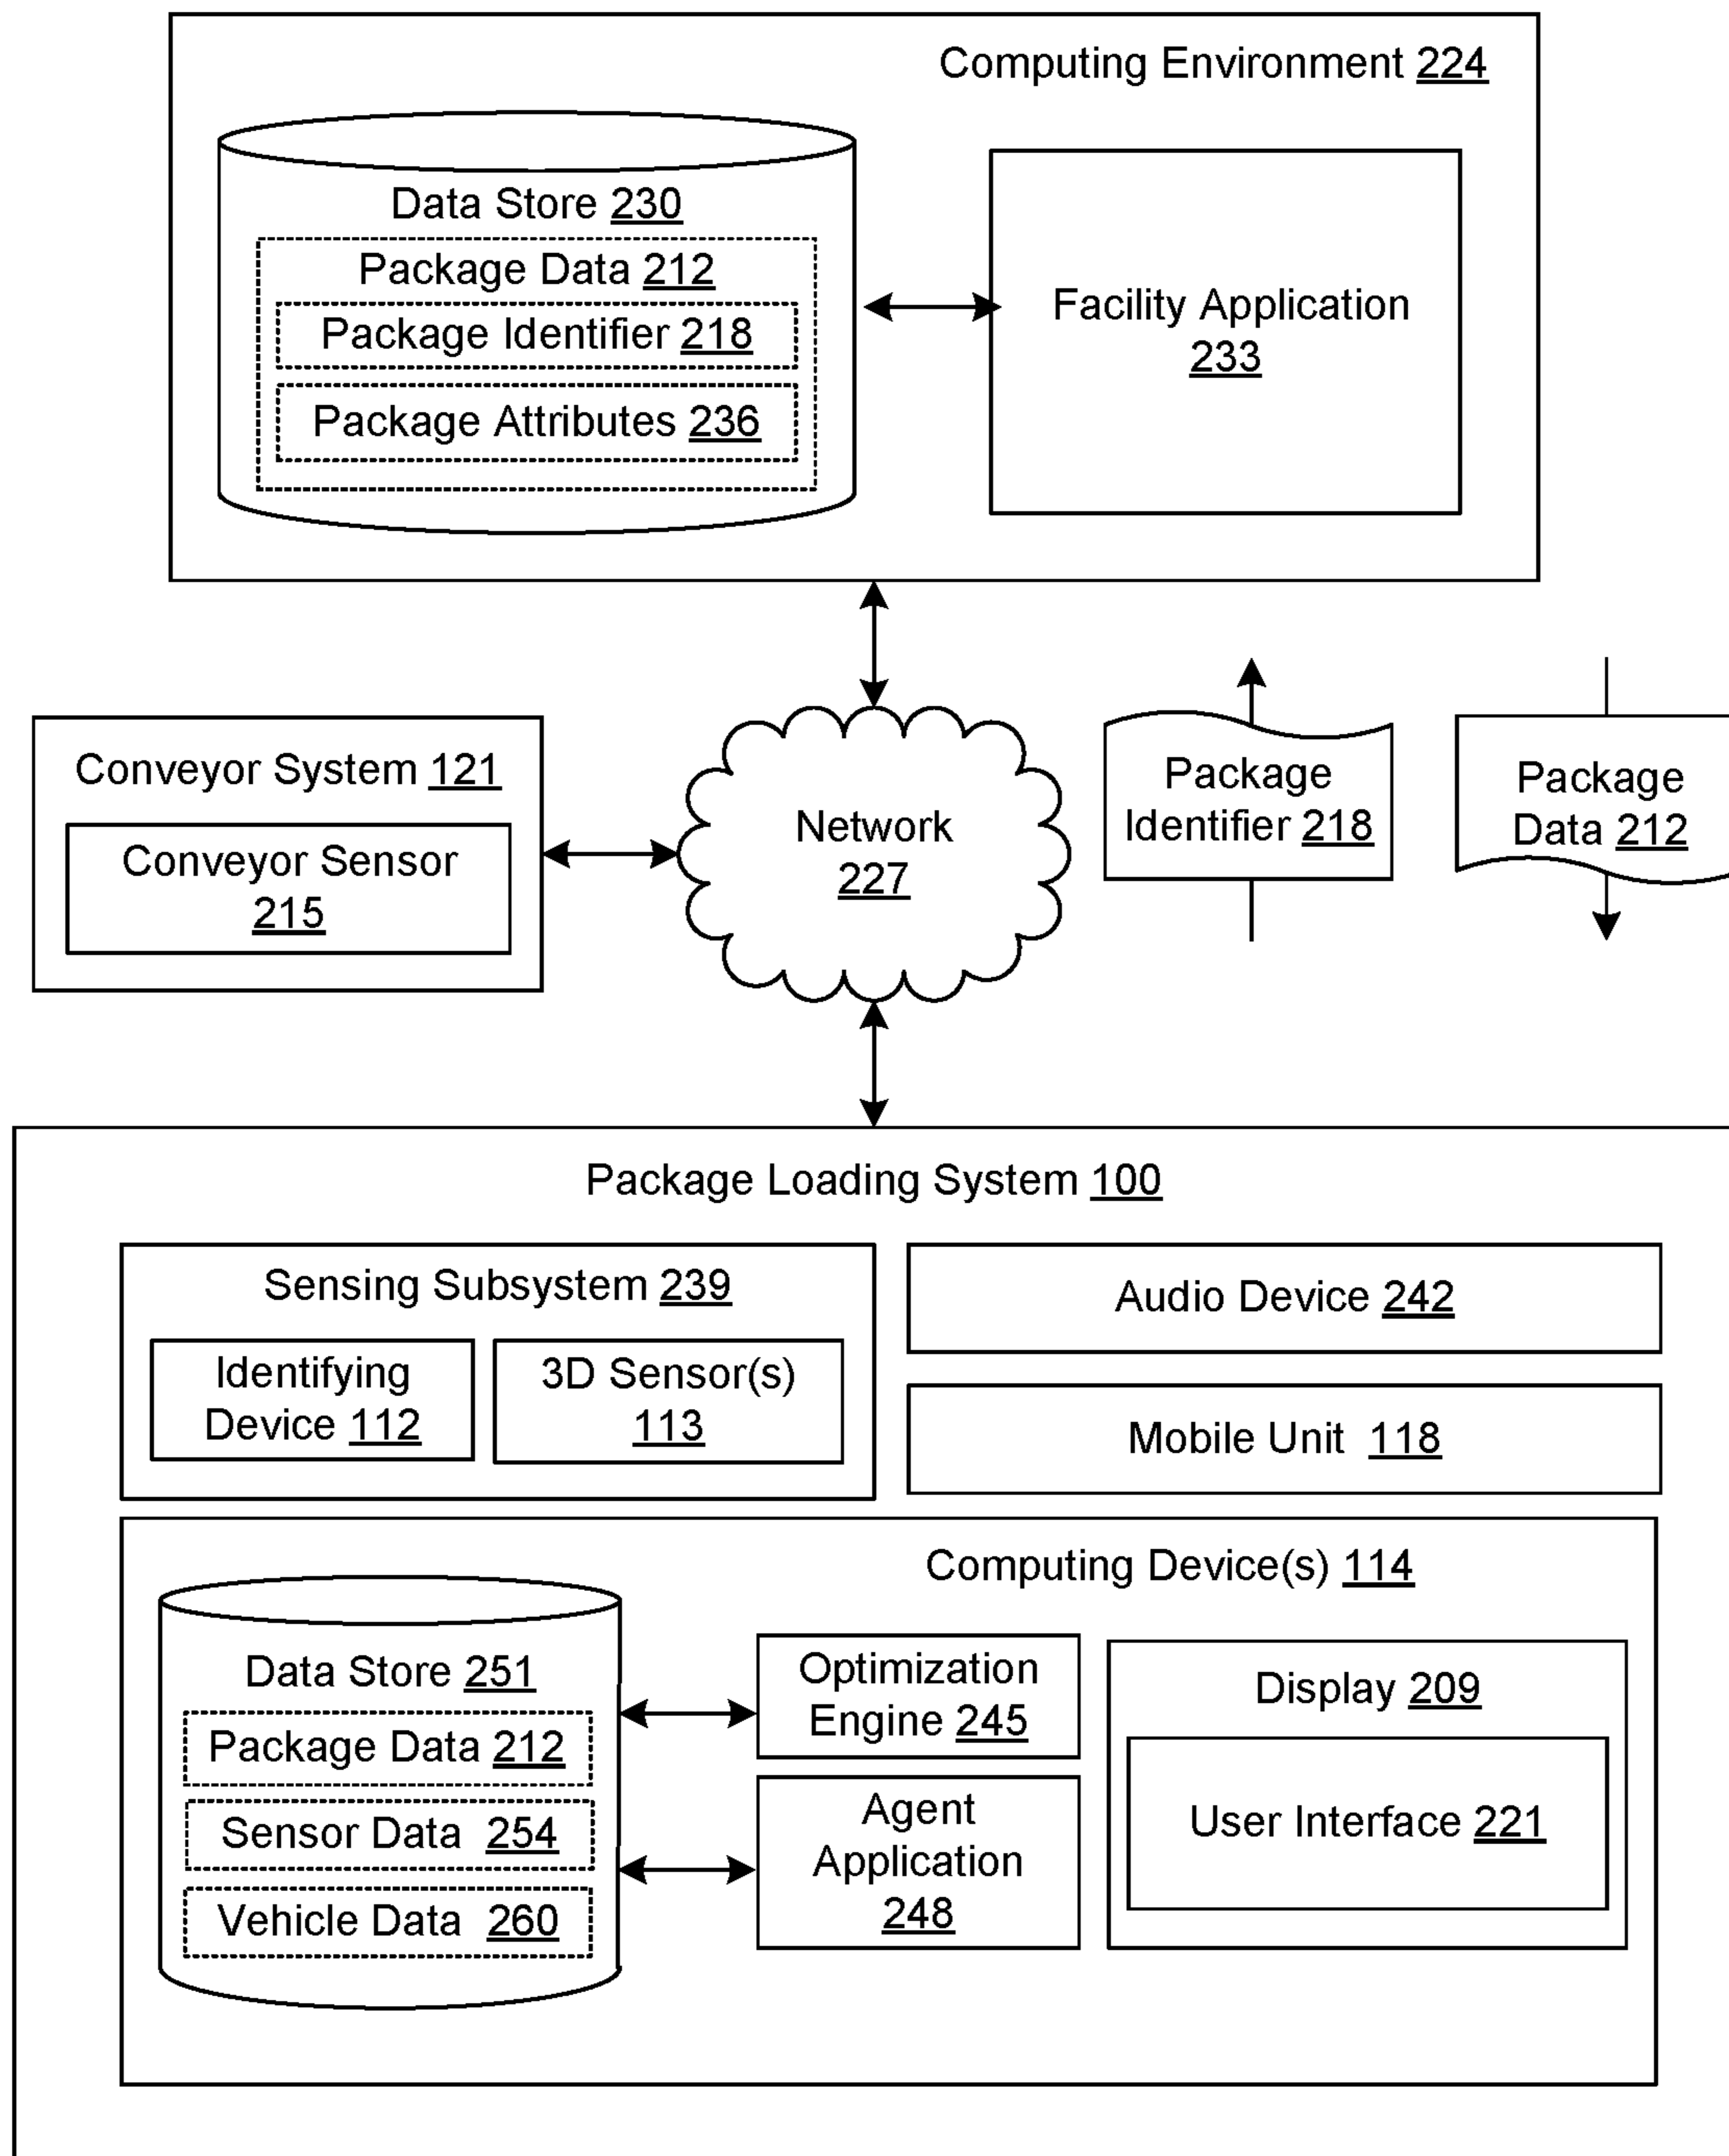 Computing Environment 224
Data Store 230
Package Data 212
Package Identifier 218
Package Attributes 236
Facility Application
233
Conveyor System 121
Conveyor Sensor
215
Network
227
Package
Identifier 218
Package
Data 212
Package Loading System 100
Sensing Subsystem 239
Identifying
Device 112
3D Sensor(s)
113
Audio Device 242
Mobile Unit 118
Computing Device(s) 114
Data Store 251
Package Data 212
Sensor Data 254
Vehicle Data 260
Optimization
Engine 245
Agent
Application
248
Display 209
User Interface 221